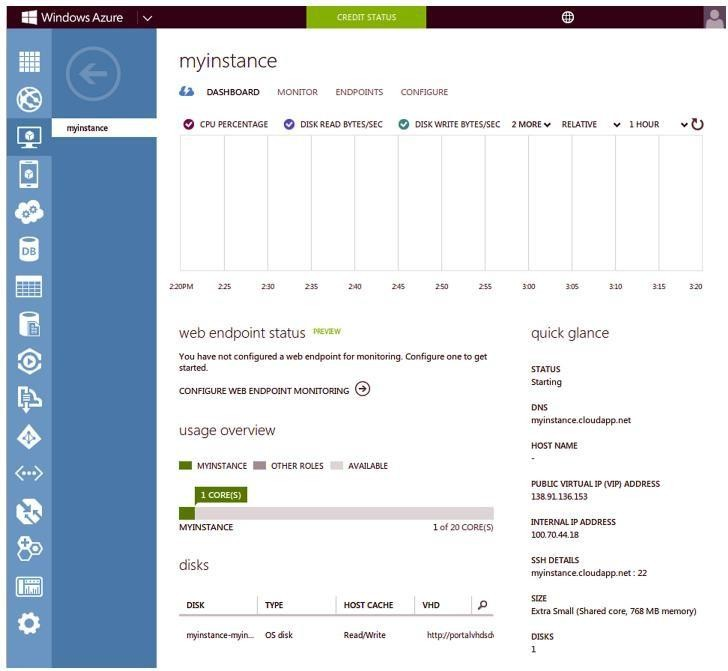 Windows Azure
CREDIT STATUS
myinstance
myinstance
DASHBOARD MONITOR ENDPOINTS CONFIGURE
CPU PERCENTAGE DISK READ BYTES/SEC DISK WRITE BYTES/SEC 2 MORE RELATIVE 1 HOUR
2:20PM 2:25 2:30 2:35 2:40 2:45 2:50 2:55 3:00 3:05 3:10 3:15 3:20
web endpoint status PREVIEW
You have not configured a web endpoint for monitoring. Configure one to get
started.
CONFIGURE WEB ENDPOINT MONITORING
usage overview
MYINSTANCE OTHER ROLES AVAILABLE
1 CORE(S)
MYINSTANCE 1 of 20 CORE(S)
disks
DISK TYPE HOST CACHE VHD
myinstance-myin... OS disk Read/Write http://portalvhdsd
quick glance
STATUS
Starting
DNS
myinstance.cloudapp.net
HOST NAME
-
PUBLIC VIRTUAL IP (VIP) ADDRESS
138.91.136.153
INTERNAL IP ADDRESS
100.70.44.18
SSH DETAILS
myinstance.cloudapp.net : 22
SIZE
Extra Small (Shared core, 768 MB memory)
DISKS
1
DB